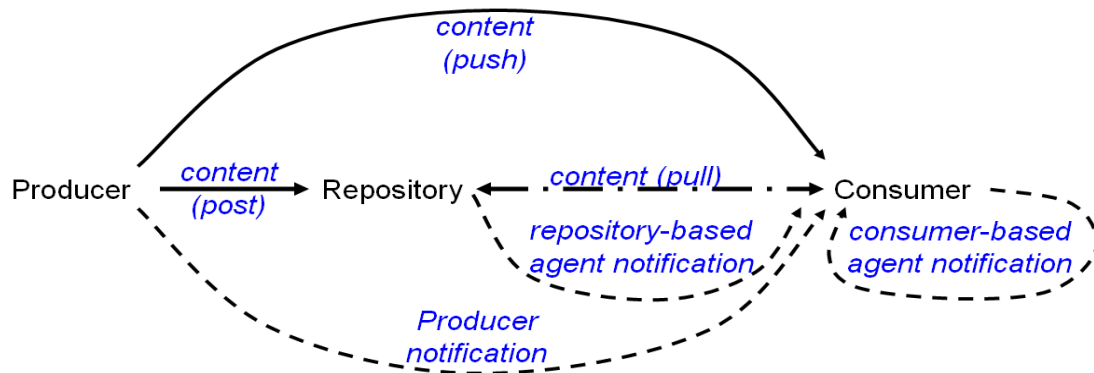 content
(push)
content
(post)
Producer
Repository
content (pull)
Consumer
repository-based
agent notification
consumer-based
agent notification
Producer
notification